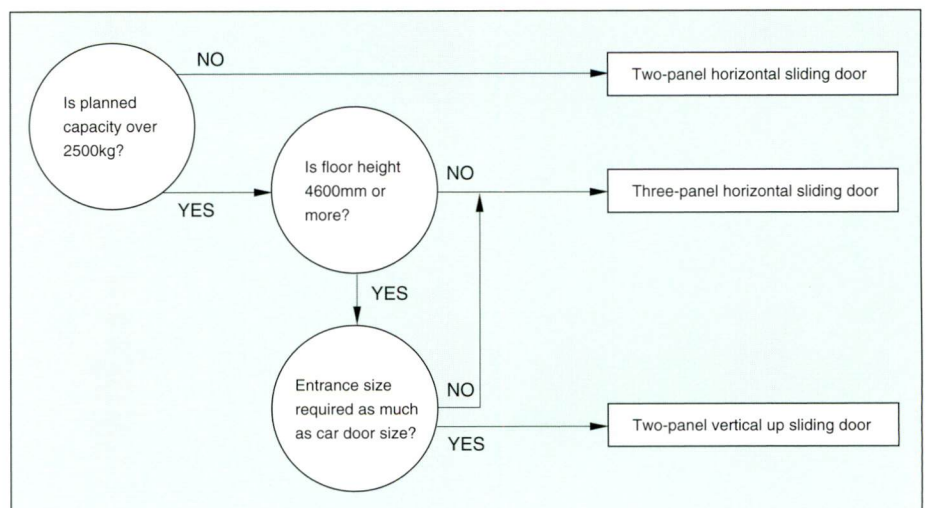 NO
Two-panel horizontal sliding door
Is planned
capacity over
2500kg?
YES
Is floor height
4600mm or
more?
NO
Three-panel horizontal sliding door
YES
Entrance size
required as much
as car door size?
NO
YES
Two-panel vertical up sliding door